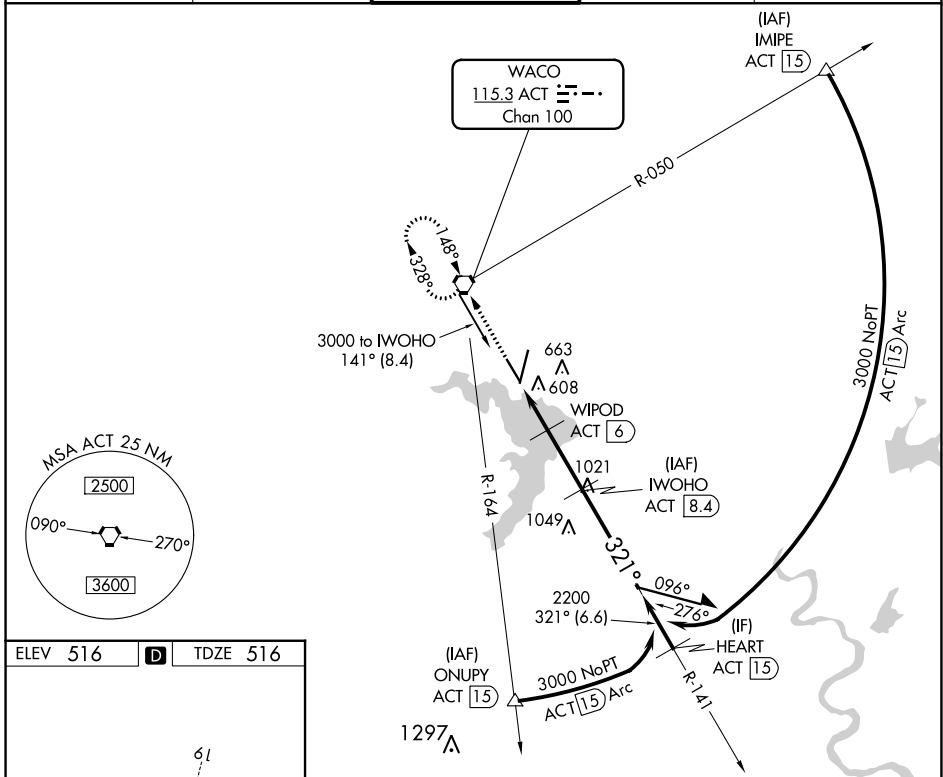 (IAF)
IMIPE
ACT 15
WACO
115.3 ACT
Chan 100
R-050
148°
328°
3000 to IWOHO
141° (8.4)
663
608
3000 NoPT
ACT 15 Arc
WIPOD
ACT 6
MSA ACT 25 NM
2500
090°
270°
3600
R-164
1021
(IAF)
IWOHO
ACT 8.4
1049
321°
096°
276°
2200
321° (6.6)
(IF)
HEART
ACT 15
(IAF)
ONUPY
ACT 15
3000 NoPT
ACT 15 Arc
R-141
1297
ELEV 516 D TDZE 516
19